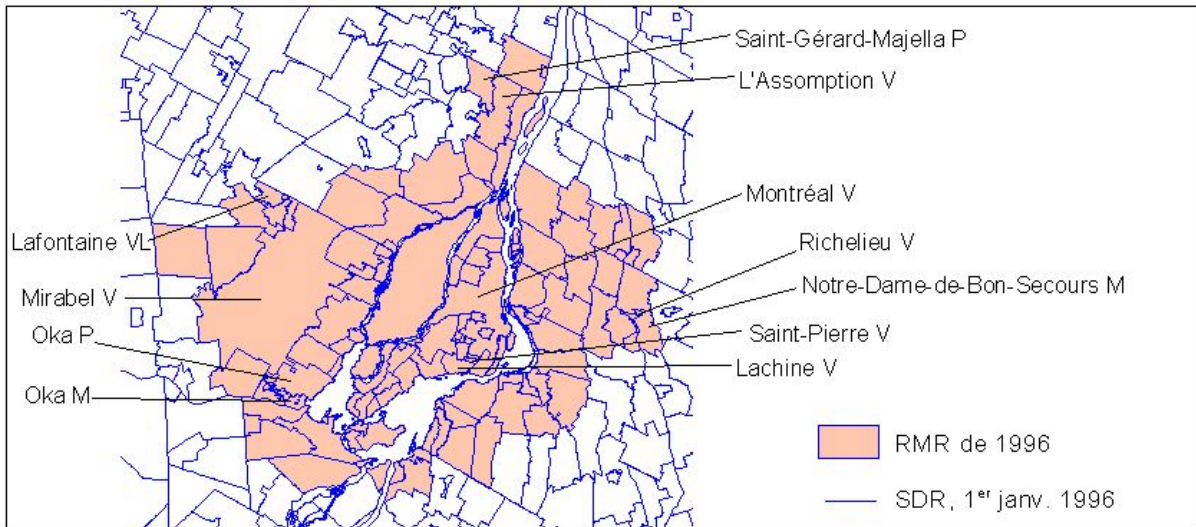 Saint-Gérard-Majella P
L'Assomption V
Montréal V
Lafontaine VL
Richelieu V
Mirabel V
Notre-Dame-de-Bon-Secours M
Oka P
Saint-Pierre V
Lachine V
Oka M
RMR de 1996
SDR, 1er janv. 1996